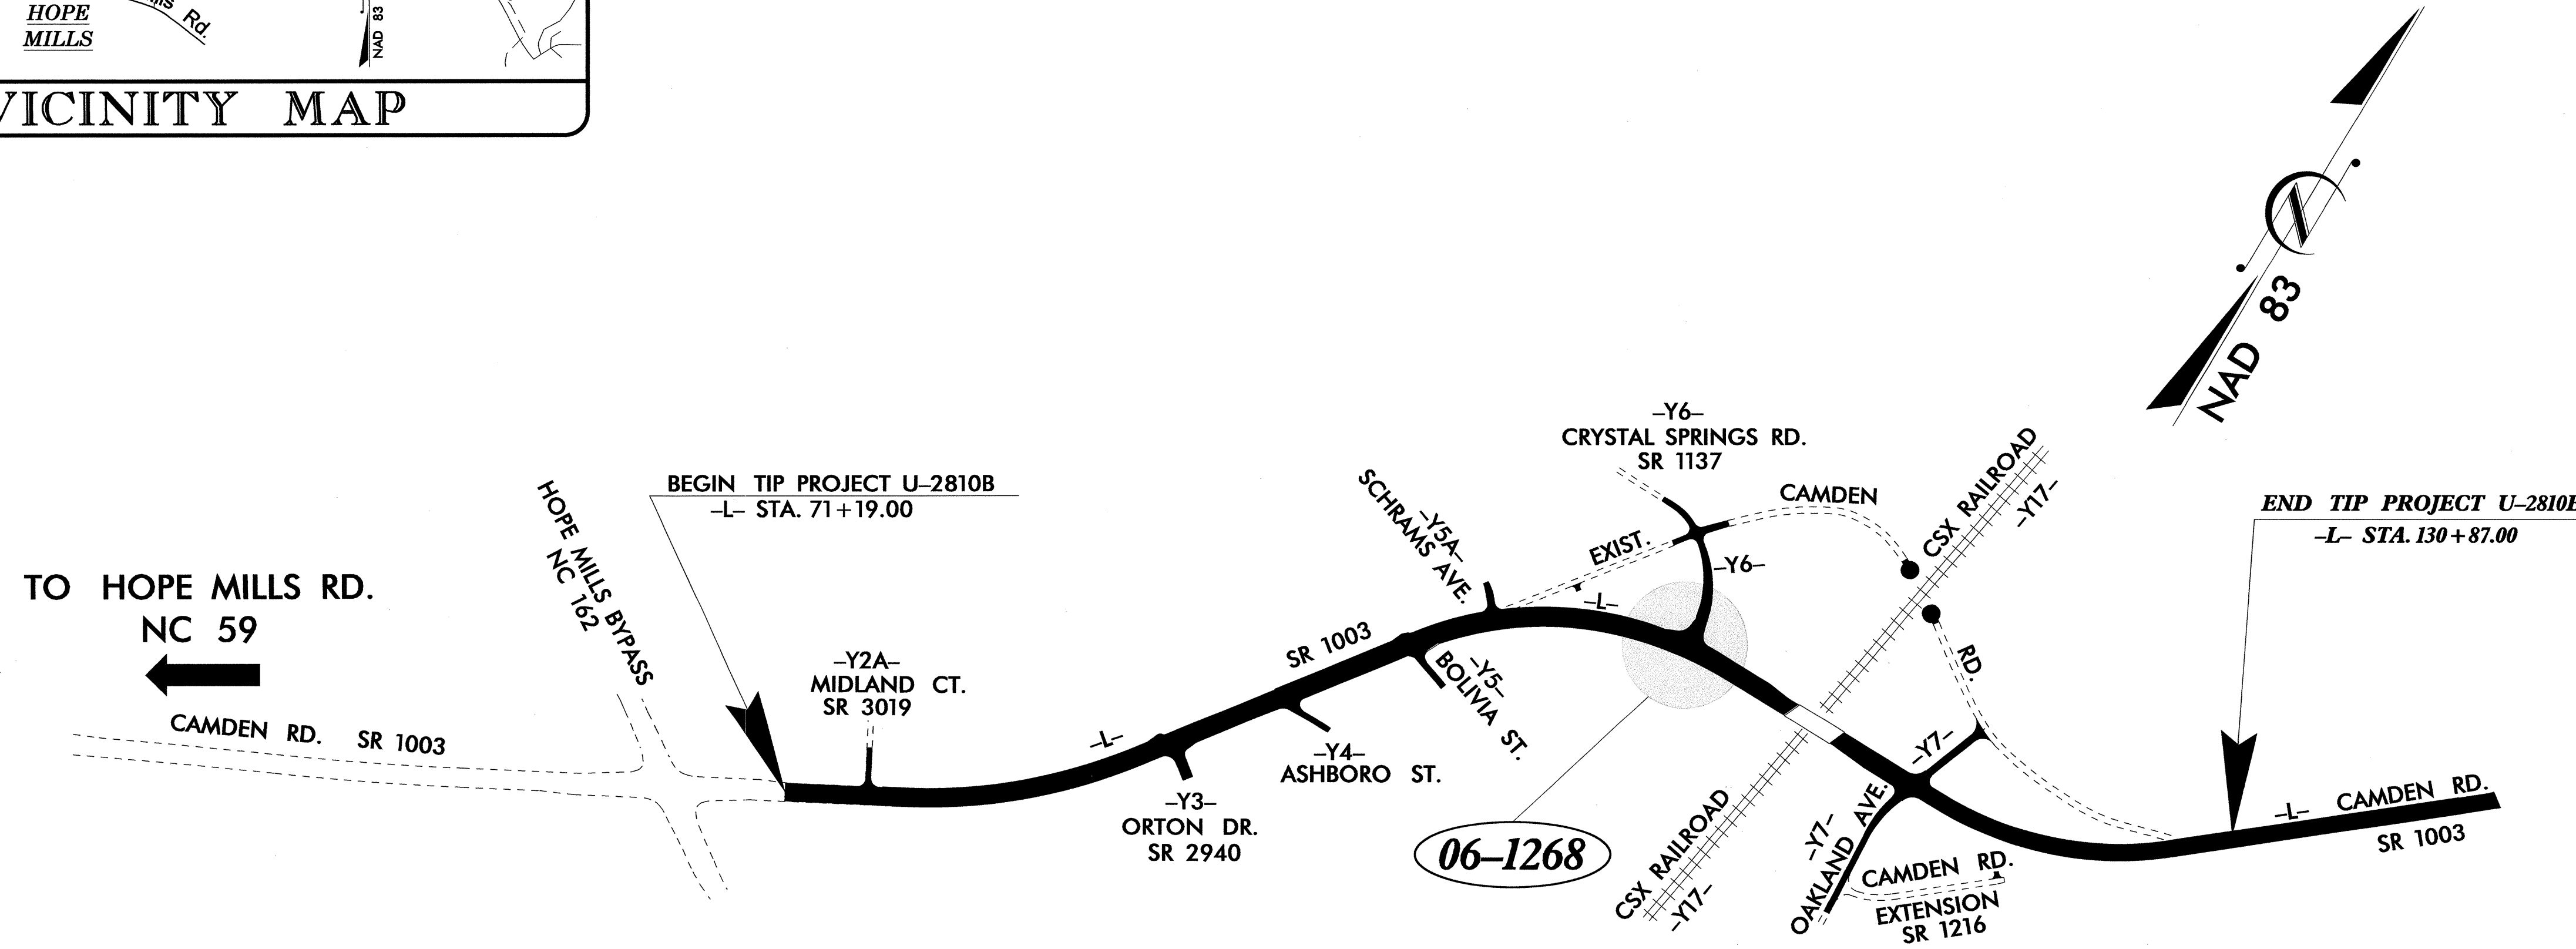 HOPE
MILLS
Rd.
NAD 83
VICINITY MAP
NAD 83
TO HOPE MILLS RD.
NC 59
CAMDEN RD. SR 1003
HOPE MILLS BYPASS
NC 162
BEGIN TIP PROJECT U-2810B
-L- STA. 71+19.00
-Y2A-
MIDLAND CT.
SR 3019
-L-
-Y3-
ORTON DR.
SR 2940
SR 1003
-Y4-
ASHBORO ST.
-Y5-
BOLIVIA ST.
-Y5A-
SCHRAMS AVE.
EXIST.
CAMDEN
RD.
-L-
-Y6-
CRYSTAL SPRINGS RD.
SR 1137
-Y6-
CSX RAILROAD
-Y17-
06-1268
CSX RAILROAD
-Y17-
-Y7-
-Y7-
OAKLAND AVE.
CAMDEN RD.
EXTENSION
SR 1216
END TIP PROJECT U-2810B
-L- STA. 130+87.00
-L- CAMDEN RD.
SR 1003